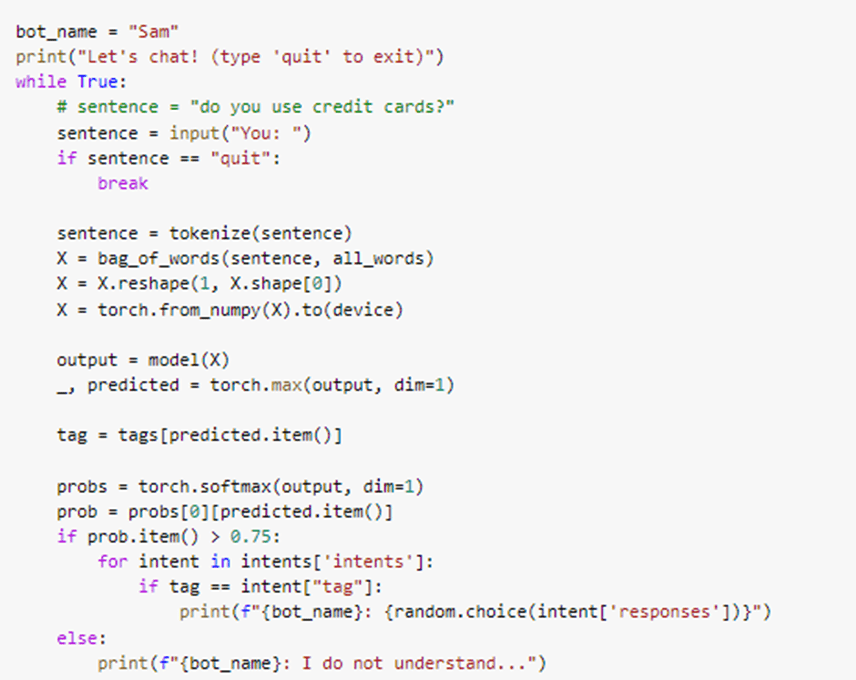 bot_name = "Sam"
print("Let's chat! (type 'quit' to exit)")
while True:
    # sentence = "do you use credit cards?"
    sentence = input("You: ")
    if sentence == "quit":
        break

    sentence = tokenize(sentence)
    X = bag_of_words(sentence, all_words)
    X = X.reshape(1, X.shape[0])
    X = torch.from_numpy(X).to(device)

    output = model(X)
    _, predicted = torch.max(output, dim=1)

    tag = tags[predicted.item()]

    probs = torch.softmax(output, dim=1)
    prob = probs[0][predicted.item()]
    if prob.item() > 0.75:
        for intent in intents['intents']:
            if tag == intent["tag"]:
                print(f"{bot_name}: {random.choice(intent['responses'])}")
    else:
        print(f"{bot_name}: I do not understand...")